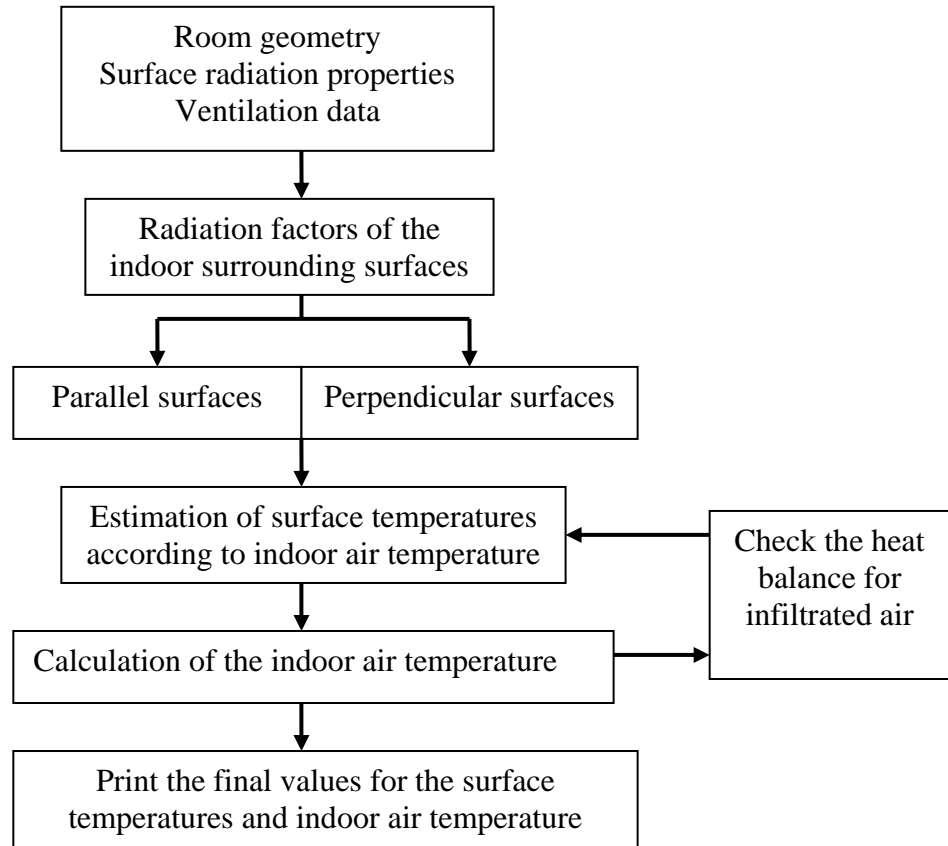 Room geometry
Surface radiation properties
Ventilation data
Radiation factors of the
indoor surrounding surfaces
Parallel surfaces
Perpendicular surfaces
Estimation of surface temperatures
according to indoor air temperature
Check the heat
balance for
infiltrated air
Calculation of the indoor air temperature
Print the final values for the surface
temperatures and indoor air temperature